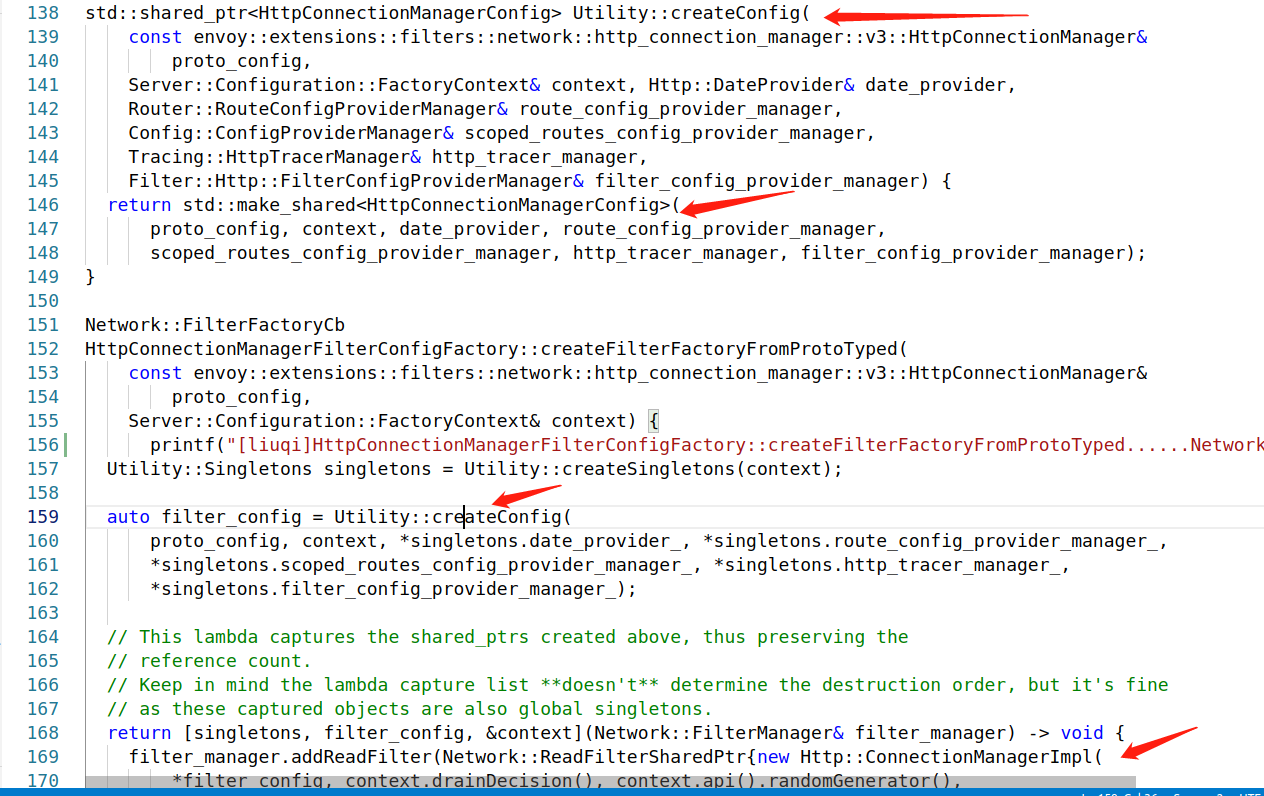 138 std::shared_ptr<HttpConnectionManagerConfig> Utility::createConfig(
139 const envoy::extensions::filters::network::http_connection_manager::v3::HttpConnectionManager&
140 proto_config,
141 Server::Configuration::FactoryContext& context, Http::DateProvider& date_provider,
142 Router::RouteConfigProviderManager& route_config_provider_manager,
143 Config::ConfigProviderManager& scoped_routes_config_provider_manager,
144 Tracing::HttpTracerManager& http_tracer_manager,
145 Filter::Http::FilterConfigProviderManager& filter_config_provider_manager) {
146 return std::make_shared<HttpConnectionManagerConfig>(
147 proto_config, context, date_provider, route_config_provider_manager,
148 scoped_routes_config_provider_manager, http_tracer_manager, filter_config_provider_manager);
149 }
150
151 Network::FilterFactoryCb
152 HttpConnectionManagerFilterConfigFactory::createFilterFactoryFromProtoTyped(
153 const envoy::extensions::filters::network::http_connection_manager::v3::HttpConnectionManager&
154 proto_config,
155 Server::Configuration::FactoryContext& context) {
156 printf("[liuqi]HttpConnectionManagerFilterConfigFactory::createFilterFactoryFromProtoTyped......Network
157 Utility::Singletons singletons = Utility::createSingletons(context);
158
159 auto filter_config = Utility::createConfig(
160 proto_config, context, *singletons.date_provider_, *singletons.route_config_provider_manager_,
161 *singletons.scoped_routes_config_provider_manager_, *singletons.http_tracer_manager_,
162 *singletons.filter_config_provider_manager_);
163
164 // This lambda captures the shared_ptrs created above, thus preserving the
165 // reference count.
166 // Keep in mind the lambda capture list **doesn't** determine the destruction order, but it's fine
167 // as these captured objects are also global singletons.
168 return [singletons, filter_config, &context](Network::FilterManager& filter_manager) -> void {
169 filter_manager.addReadFilter(Network::ReadFilterSharedPtr{new Http::ConnectionManagerImpl(
170 *filter_config, context.drainDecision(), context.api().randomGenerator(),